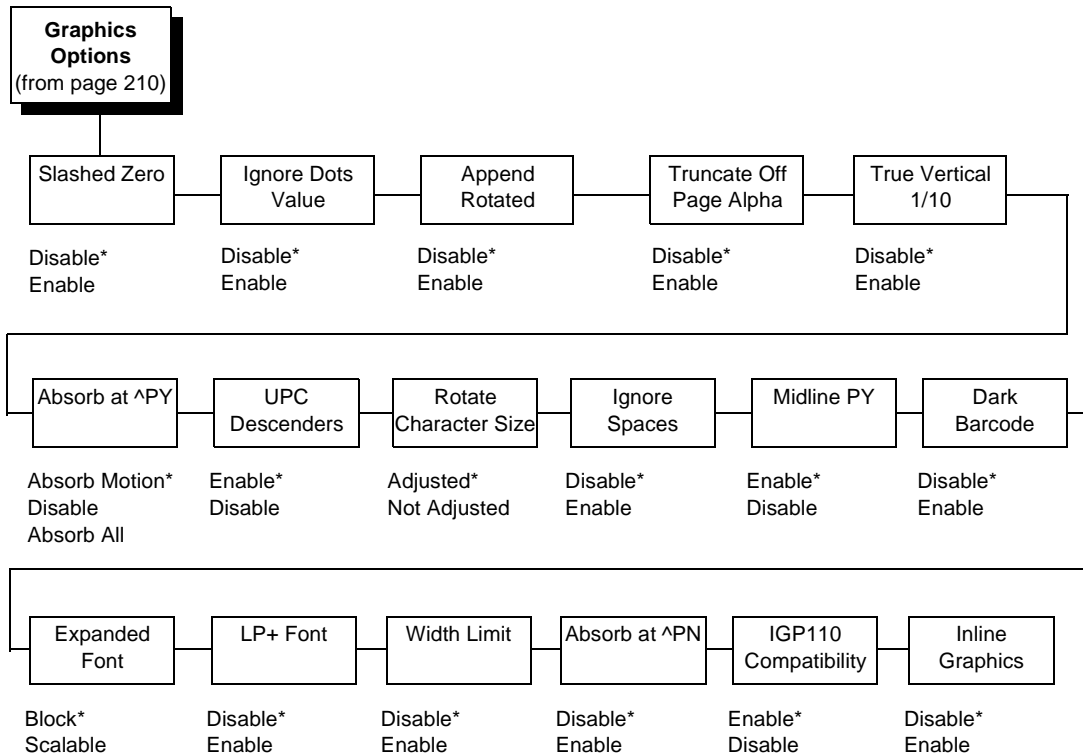 Graphics
Options
(from page 210)
Slashed Zero
Disable*
Enable
Ignore Dots
Value
Disable*
Enable
Append
Rotated
Disable*
Enable
Truncate Off
Page Alpha
Disable*
Enable
True Vertical
1/10
Disable*
Enable
Absorb at ^PY
Absorb Motion*
Disable
Absorb All
UPC
Descenders
Enable*
Disable
Rotate
Character Size
Adjusted*
Not Adjusted
Ignore
Spaces
Disable*
Enable
Midline PY
Enable*
Disable
Dark
Barcode
Disable*
Enable
Expanded
Font
Block*
Scalable
LP+ Font
Disable*
Enable
Width Limit
Disable*
Enable
Absorb at ^PN
Disable*
Enable
IGP110
Compatibility
Enable*
Disable
Inline
Graphics
Disable*
Enable